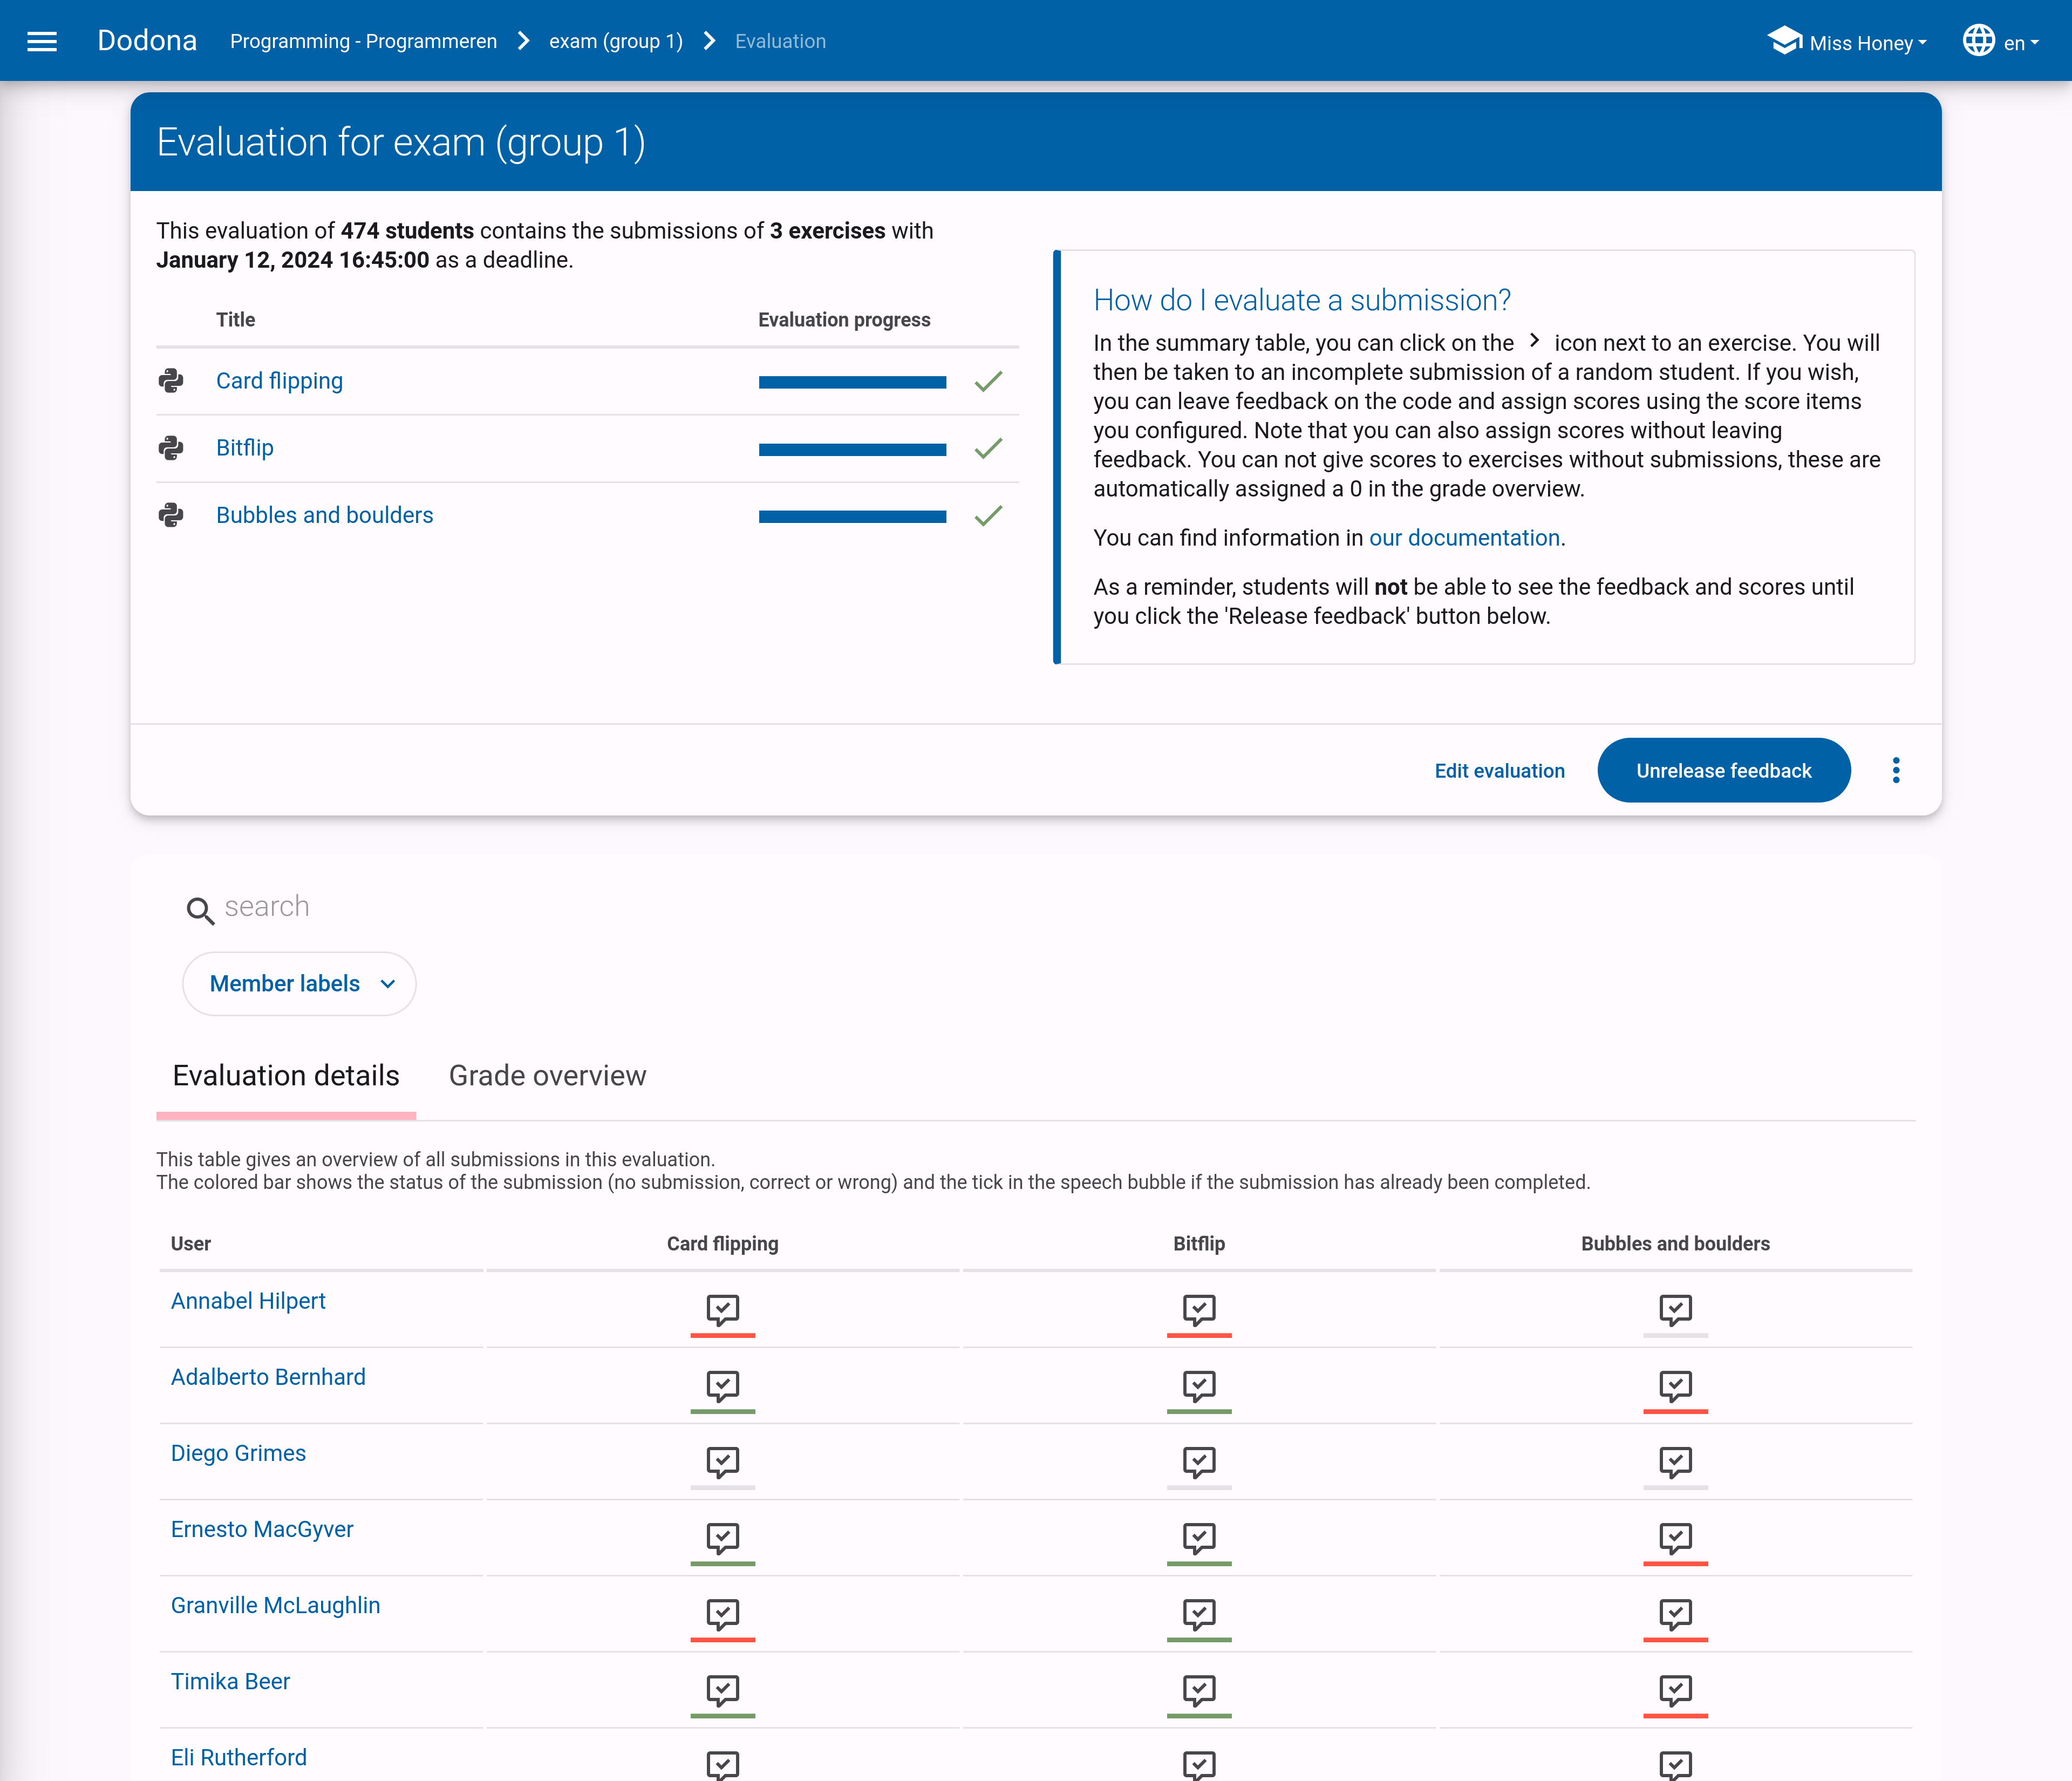 Dodona Programming - Programmeren exam (group 1) Evaluation Miss Honey en
Evaluation for exam (group 1)
This evaluation of 474 students contains the submissions of 3 exercises with
January 12, 2024 16:45:00 as a deadline.
Title Evaluation progress
Card flipping
Bitflip
Bubbles and boulders
How do I evaluate a submission?
In the summary table, you can click on the > icon next to an exercise. You will
then be taken to an incomplete submission of a random student. If you wish,
you can leave feedback on the code and assign scores using the score items
you configured. Note that you can also assign scores without leaving
feedback. You can not give scores to exercises without submissions, these are
automatically assigned a 0 in the grade overview.
You can find information in our documentation.
As a reminder, students will not be able to see the feedback and scores until
you click the 'Release feedback' button below.
Edit evaluation Unrelease feedback
search
Member labels
Evaluation details Grade overview
This table gives an overview of all submissions in this evaluation.
The colored bar shows the status of the submission (no submission, correct or wrong) and the tick in the speech bubble if the submission has already been completed.
User Card flipping Bitflip Bubbles and boulders
Annabel Hilpert
Adalberto Bernhard
Diego Grimes
Ernesto MacGyver
Granville McLaughlin
Timika Beer
Eli Rutherford